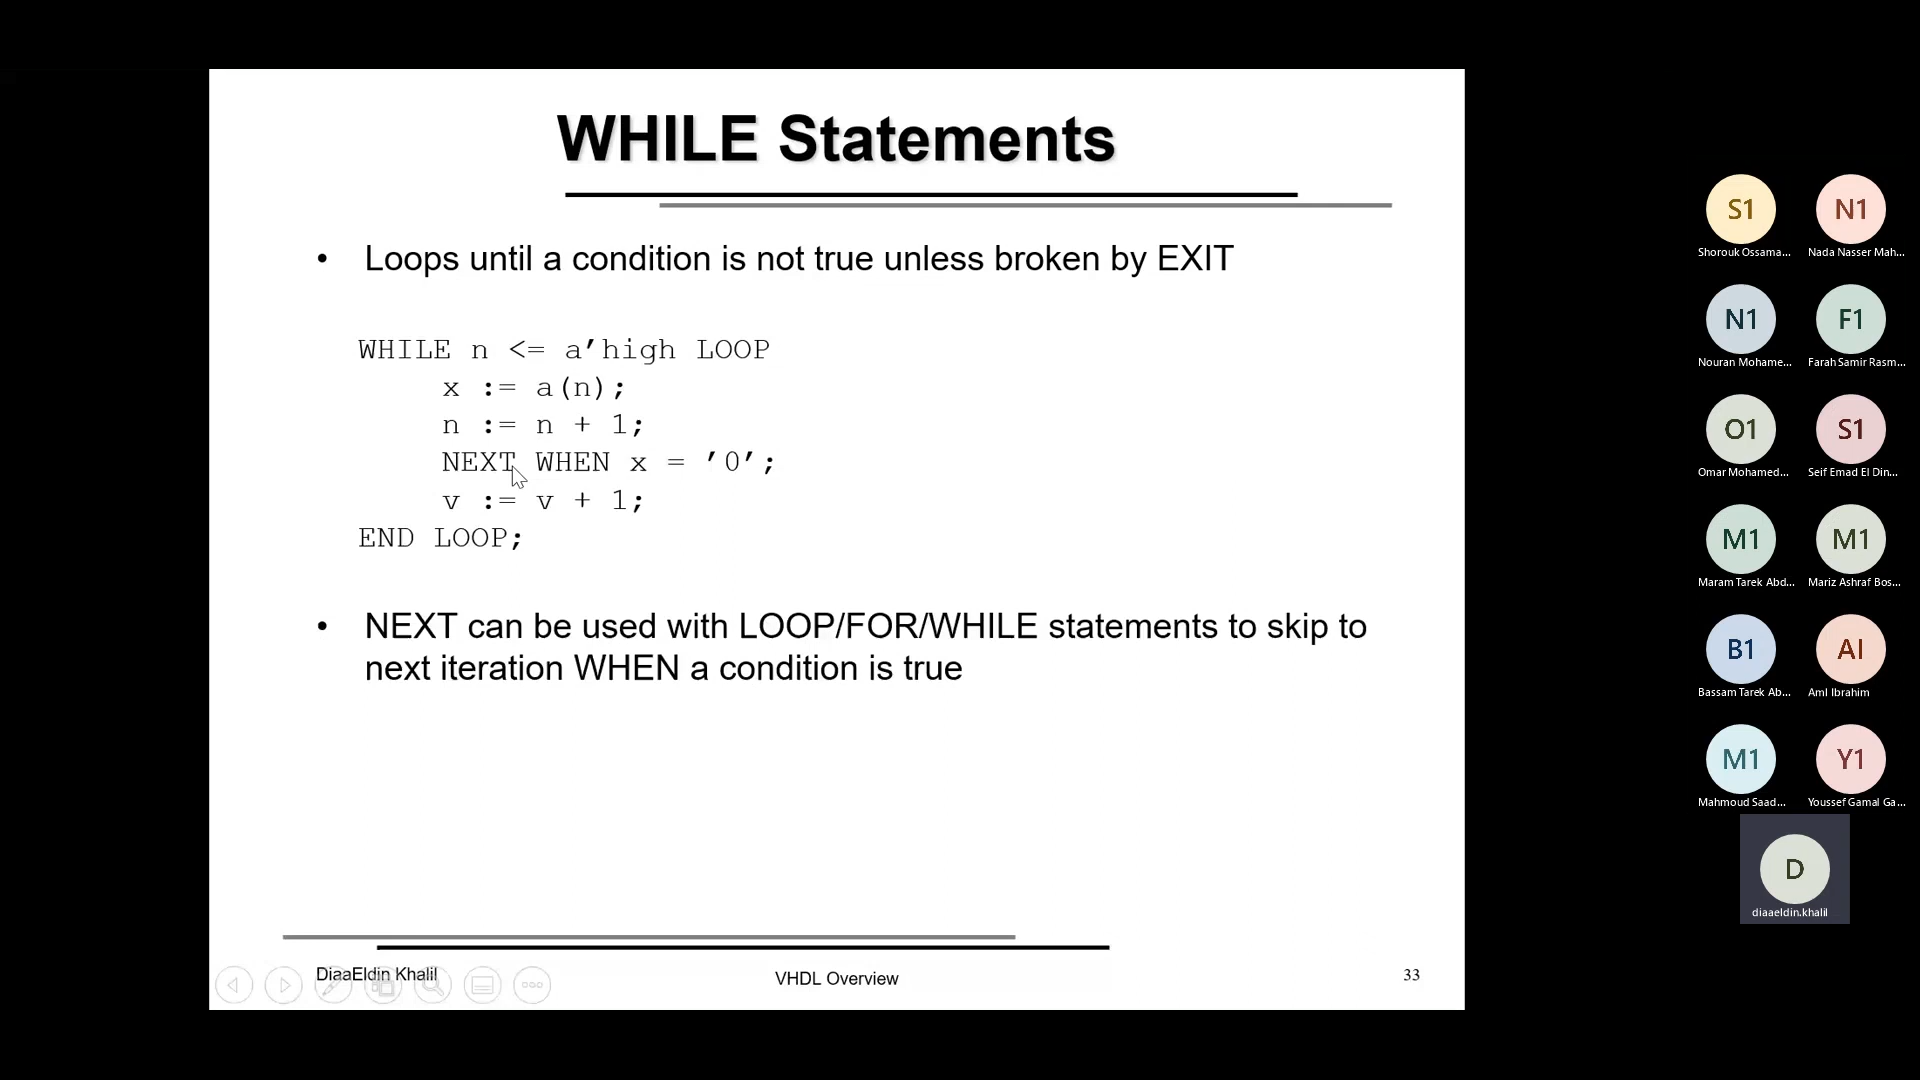 WHILE Statements
• Loops until a condition is not true unless broken by EXIT
WHILE n <= a’high LOOP
x := a(n);
n := n + 1;
NEXT WHEN x = ’0’;
v := v + 1;
END LOOP;
• NEXT can be used with LOOP/FOR/WHILE statements to skip to
next iteration WHEN a condition is true
DiaaEldin Khalil
VHDL Overview
33
S1
N1
Shorouk Ossama...
Nada Nasser Mah...
N1
F1
Nouran Mohame...
Farah Samir Rasm...
O1
S1
Omar Mohamed...
Seif Emad El Din...
M1
M1
Maram Tarek Abd...
Mariz Ashraf Bos...
B1
AI
Bassam Tarek Ab...
Aml Ibrahim
M1
Y1
Mahmoud Saad...
Youssef Gamal Ga...
D
diaaeldin.khalil